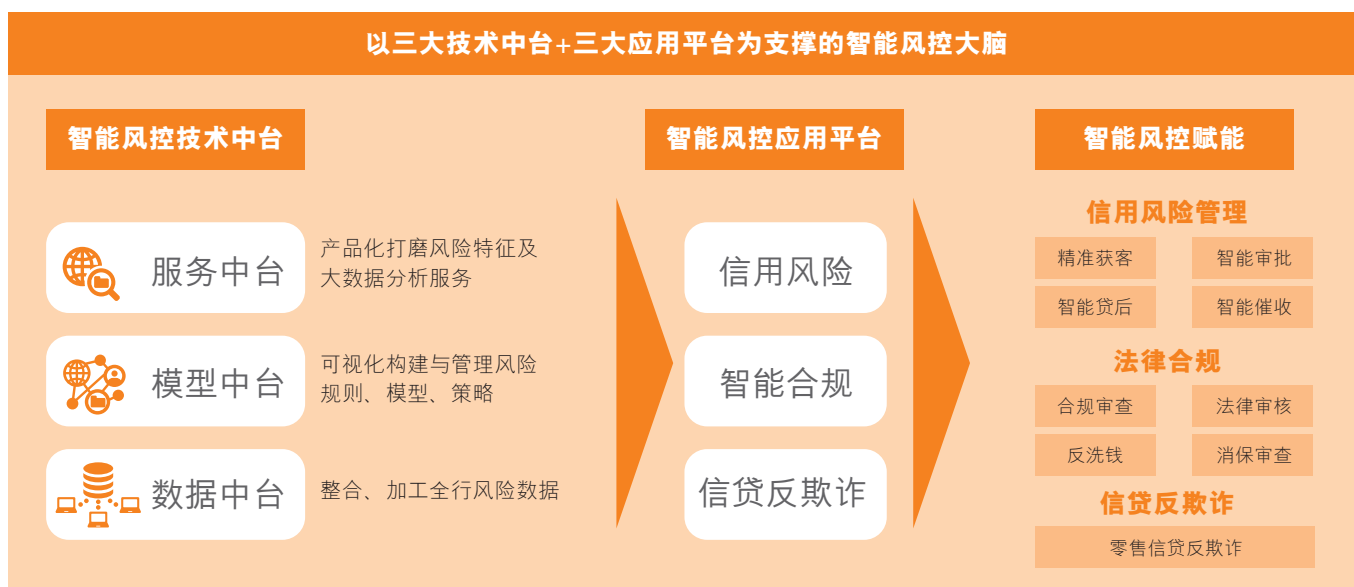 以三大技术中台+三大应用平台为支撑的智能风控大脑
智能风控技术中台
服务中台
产品化打磨风险特征及
大数据分析服务
模型中台
可视化构建与管理风险
规则、模型、策略
数据中台
整合、加工全行风险数据
智能风控应用平台
信用风险
智能合规
信贷反欺诈
智能风控赋能
信用风险管理
精准获客
智能审批
智能贷后
智能催收
法律合规
合规审查
法律审核
反洗钱
消保审查
信贷反欺诈
零售信贷反欺诈